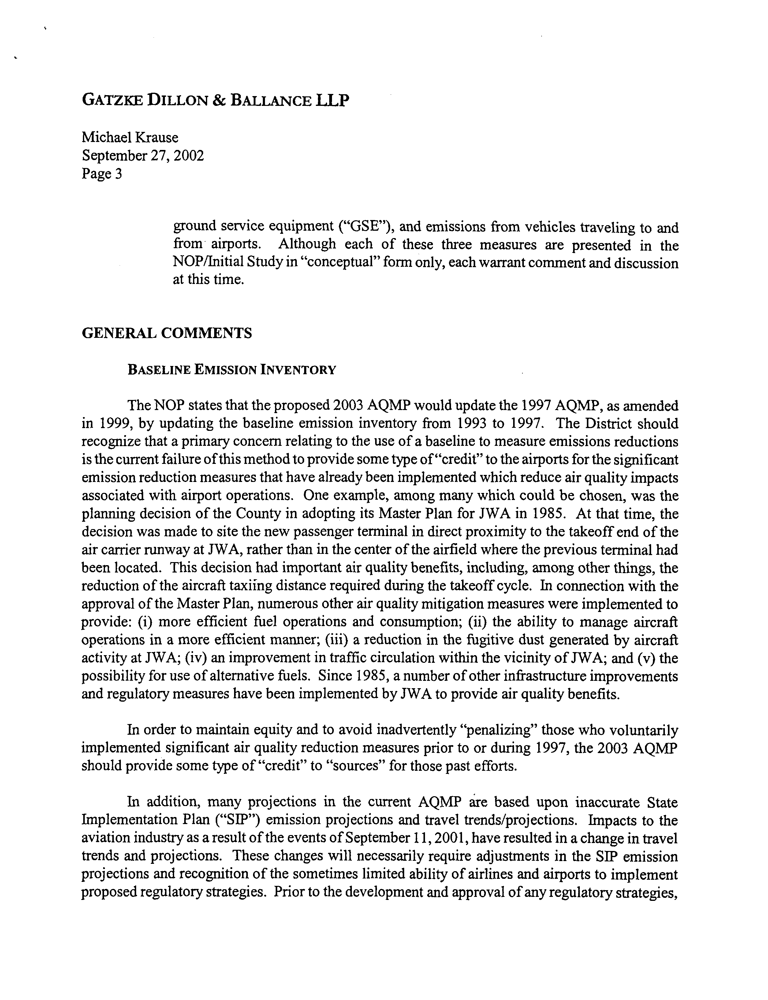 GATZKE DILLON & BALLANCE LLP
Michael Krause
September 27, 2002
Page 3
ground service equipment (“GSE”), and emissions from vehicles traveling to and
from airports. Although each of these three measures are presented in the
NOP/Initial Study in “conceptual” form only, each warrant comment and discussion
at this time.
GENERAL COMMENTS
BASELINE EMISSION INVENTORY
The NOP states that the proposed 2003 AQMP would update the 1997 AQMP, as amended
in 1999, by updating the baseline emission inventory from 1993 to 1997. The District should
recognize that a primary concern relating to the use of a baseline to measure emissions reductions
is the current failure of this method to provide some type of “credit” to the airports for the significant
emission reduction measures that have already been implemented which reduce air quality impacts
associated with airport operations. One example, among many which could be chosen, was the
planning decision of the County in adopting its Master Plan for JWA in 1985. At that time, the
decision was made to site the new passenger terminal in direct proximity to the takeoff end of the
air carrier runway at JWA, rather than in the center of the airfield where the previous terminal had
been located. This decision had important air quality benefits, including, among other things, the
reduction of the aircraft taxiing distance required during the takeoff cycle. In connection with the
approval of the Master Plan, numerous other air quality mitigation measures were implemented to
provide: (i) more efficient fuel operations and consumption; (ii) the ability to manage aircraft
operations in a more efficient manner; (iii) a reduction in the fugitive dust generated by aircraft
activity at JWA; (iv) an improvement in traffic circulation within the vicinity of JWA; and (v) the
possibility for use of alternative fuels. Since 1985, a number of other infrastructure improvements
and regulatory measures have been implemented by JWA to provide air quality benefits.
In order to maintain equity and to avoid inadvertently “penalizing” those who voluntarily
implemented significant air quality reduction measures prior to or during 1997, the 2003 AQMP
should provide some type of “credit” to “sources” for those past efforts.
In addition, many projections in the current AQMP are based upon inaccurate State
Implementation Plan (“SIP”) emission projections and travel trends/projections. Impacts to the
aviation industry as a result of the events of September 11, 2001, have resulted in a change in travel
trends and projections. These changes will necessarily require adjustments in the SIP emission
projections and recognition of the sometimes limited ability of airlines and airports to implement
proposed regulatory strategies. Prior to the development and approval of any regulatory strategies,